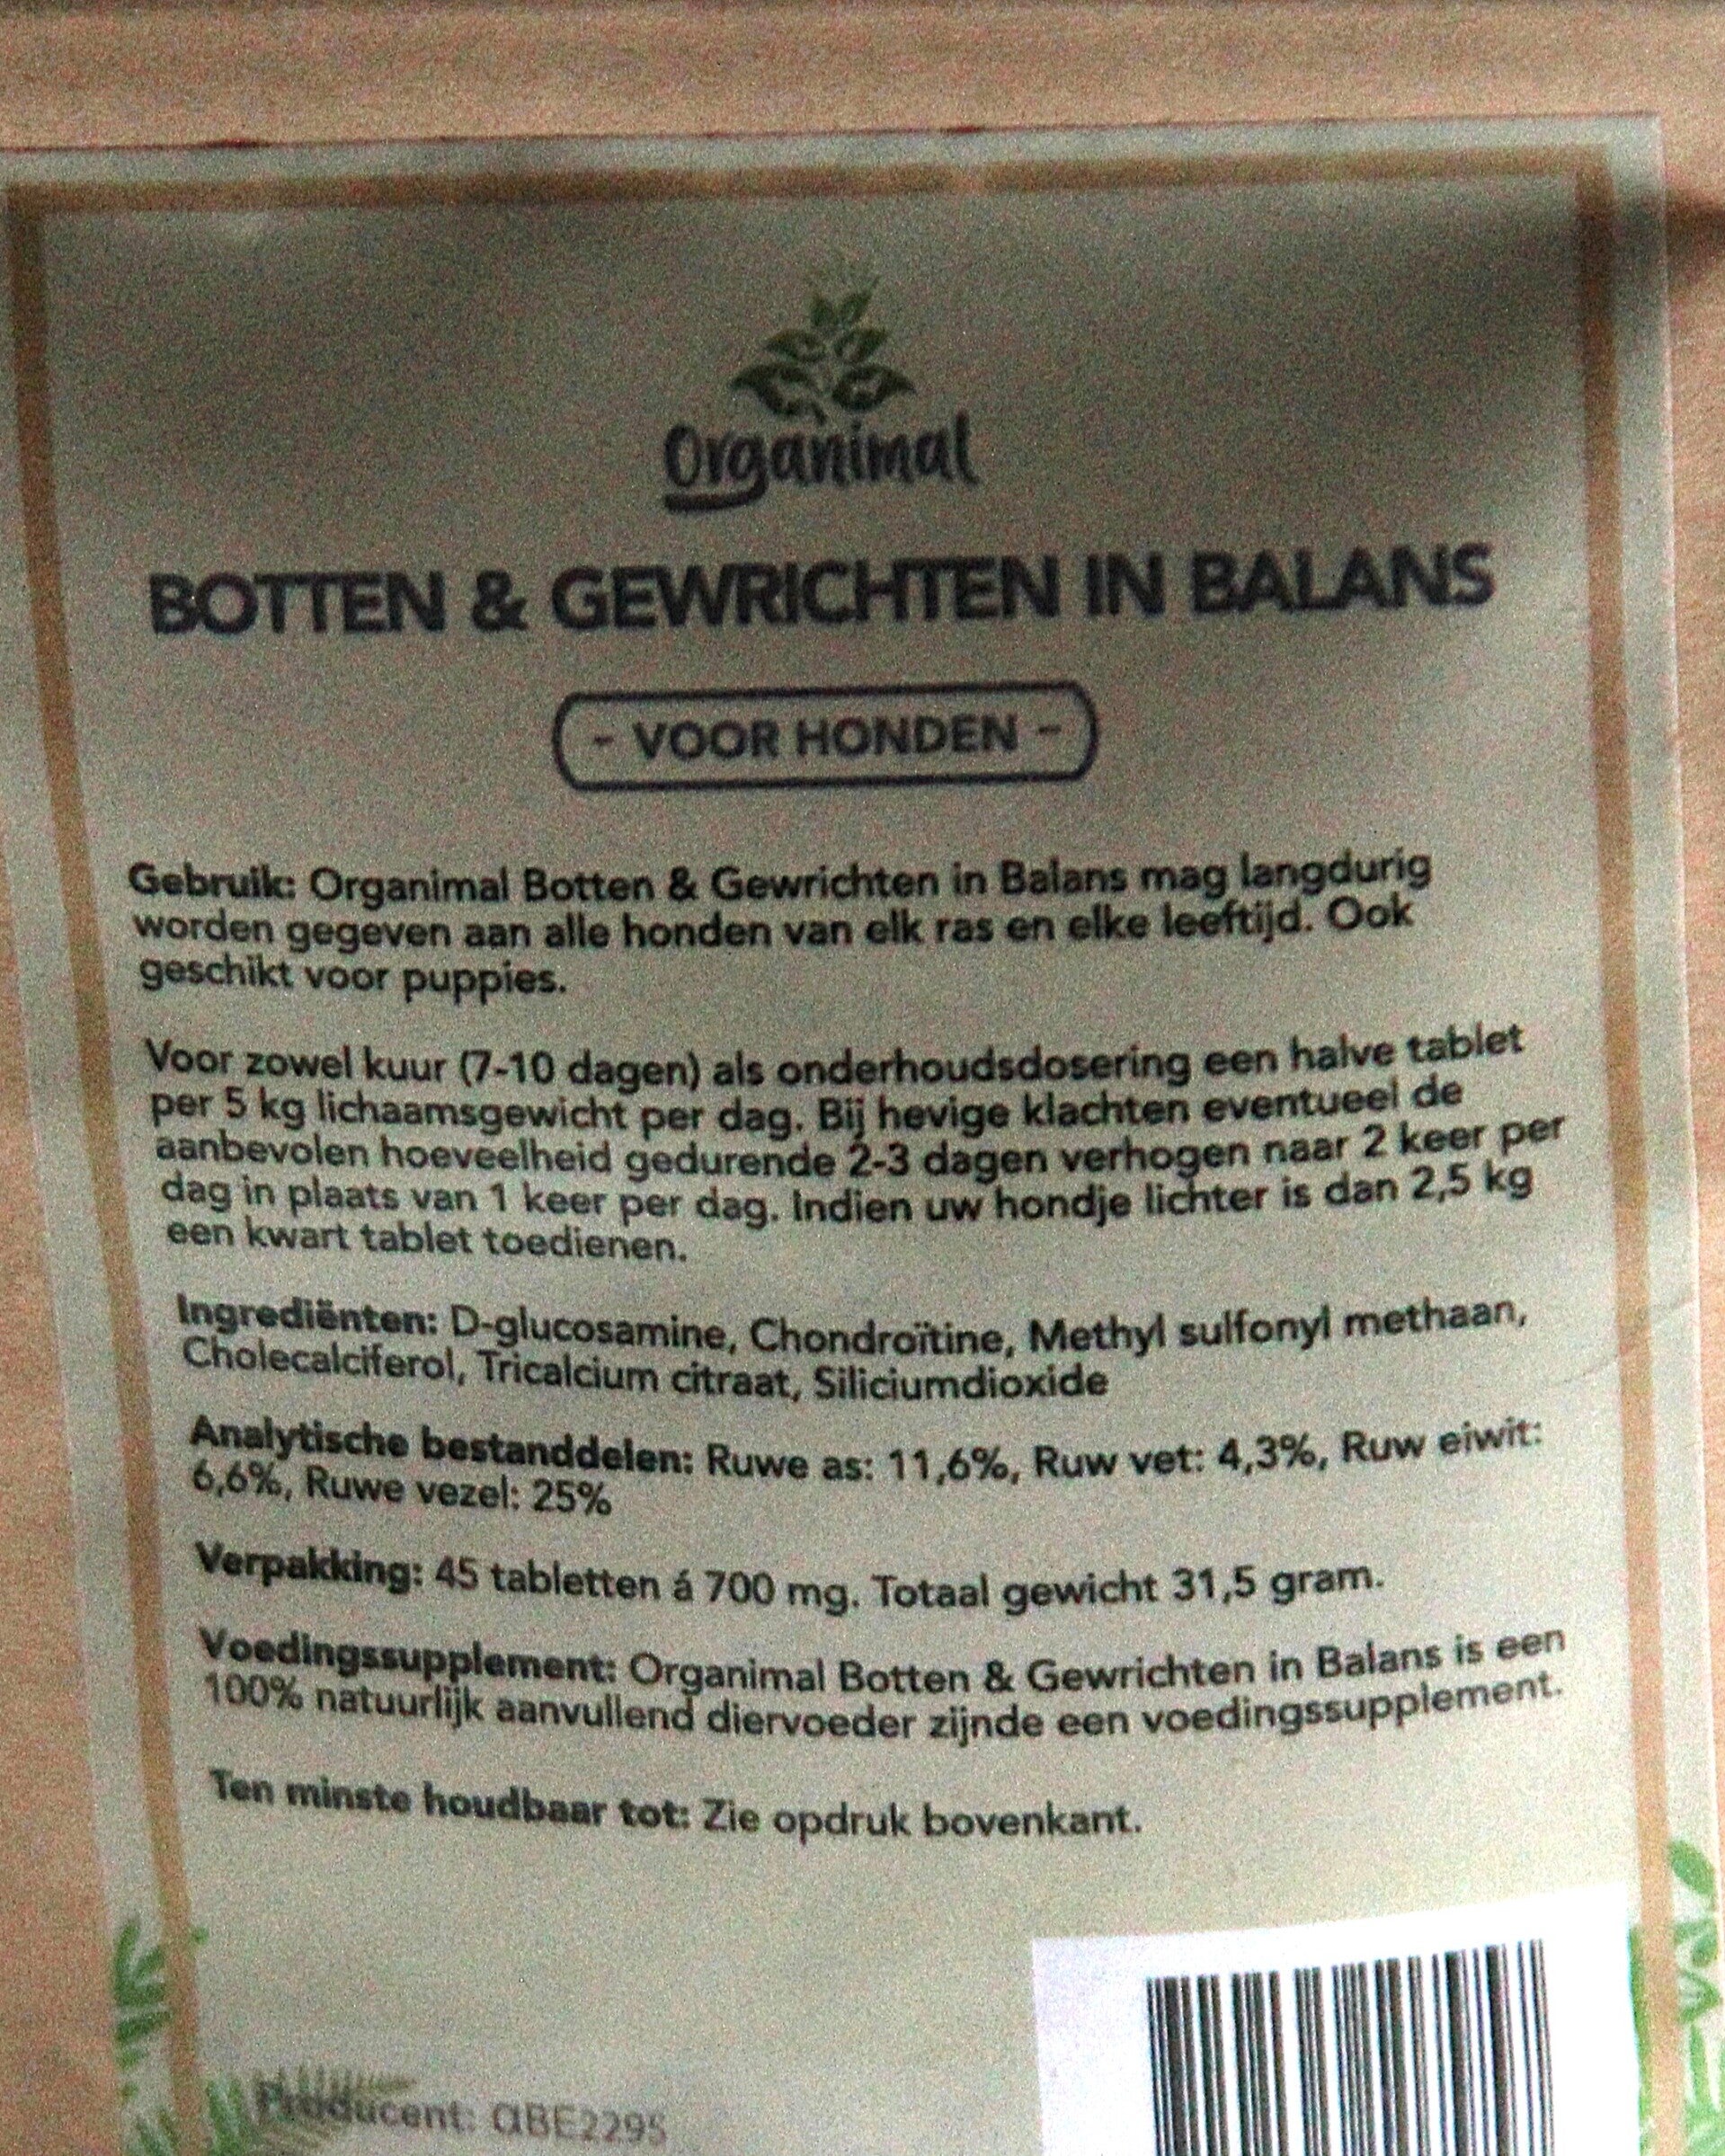 Organimal
BOTTEN & GEWRICHTEN IN BALANS
- VOOR HONDEN -
Gebruik: Organimal Botten & Gewrichten in Balans mag langdurig
worden gegeven aan alle honden van elk ras en elke leeftijd. Ook
geschikt voor puppies.
Voor zowel kuur (7-10 dagen) als onderhoudsdosering een halve tablet
per 5 kg lichaamsgewicht per dag. Bij hevige klachten eventueel de
aanbevolen hoeveelheid gedurende 2-3 dagen verhogen naar 2 keer per
dag in plaats van 1 keer per dag. Indien uw hondje lichter is dan 2,5 kg
een kwart tablet toedienen.
Ingrediënten: D-glucosamine, Chondroïtine, Methyl sulfonyl methaan,
Cholecalciferol, Tricalcium citraat, Siliciumdioxide
Analytische bestanddelen: Ruwe as: 11,6%, Ruw vet: 4,3%, Ruw eiwit:
6,6%, Ruwe vezel: 25%
Verpakking: 45 tabletten á 700 mg. Totaal gewicht 31,5 gram.
Voedingssupplement: Organimal Botten & Gewrichten in Balans is een
100% natuurlijk aanvullend diervoeder zijnde een voedingssupplement.
Ten minste houdbaar tot: Zie opdruk bovenkant.
Producent: αBE2295